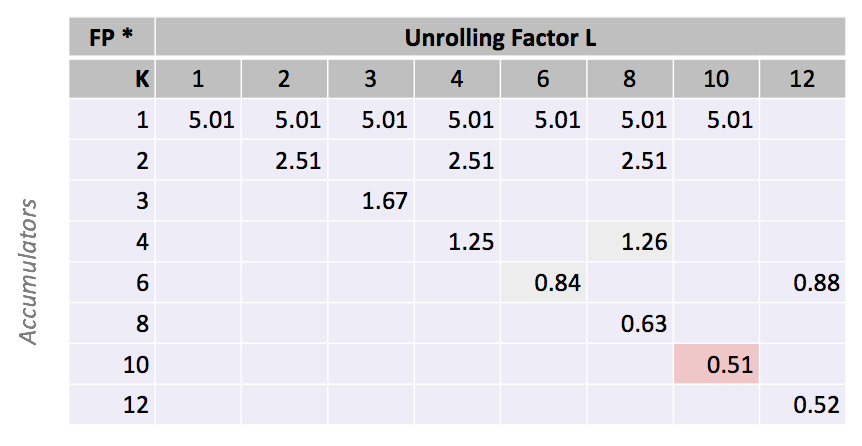 FP * Unrolling Factor L
K 1 2 3 4 6 8 10 12
1 5.01 5.01 5.01 5.01 5.01 5.01 5.01
2 2.51 2.51 2.51
3 1.67
4 1.25 1.26
6 0.84 0.88
8 0.63
10 0.51
12 0.52
Accumulators